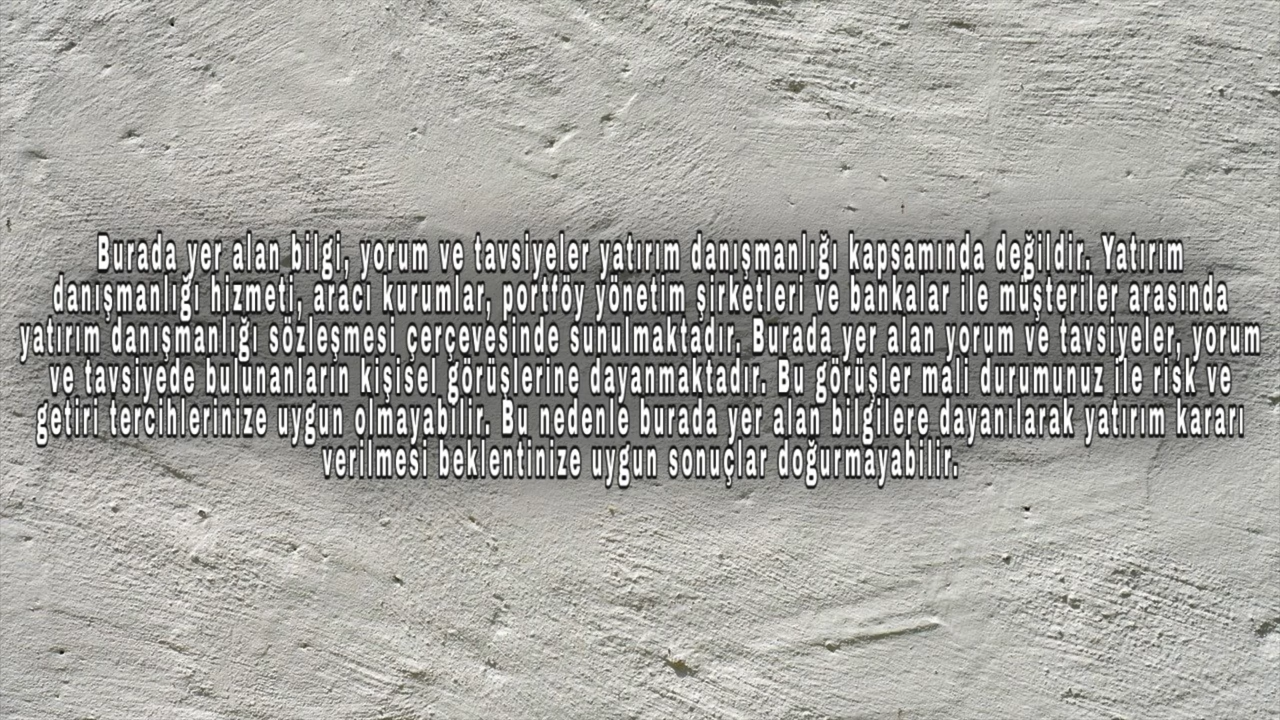 Burada yer alan bilgi, yorum ve tavsiyeler yatırım danışmanlığı kapsamında değildir. Yatırım
danışmanlığı hizmeti, aracı kurumlar, portföy yönetim şirketleri ve bankalar ile müşteriler arasında
yatırım danışmanlığı sözleşmesi çerçevesinde sunulmaktadır. Burada yer alan yorum ve tavsiyeler, yorum
ve tavsiyede bulunanların kişisel görüşlerine dayanmaktadır. Bu görüşler mali durumunuz ile risk ve
getiri tercihlerinize uygun olmayabilir. Bu nedenle burada yer alan bilgilere dayanılarak yatırım kararı
verilmesi beklentinize uygun sonuçlar doğurmayabilir.